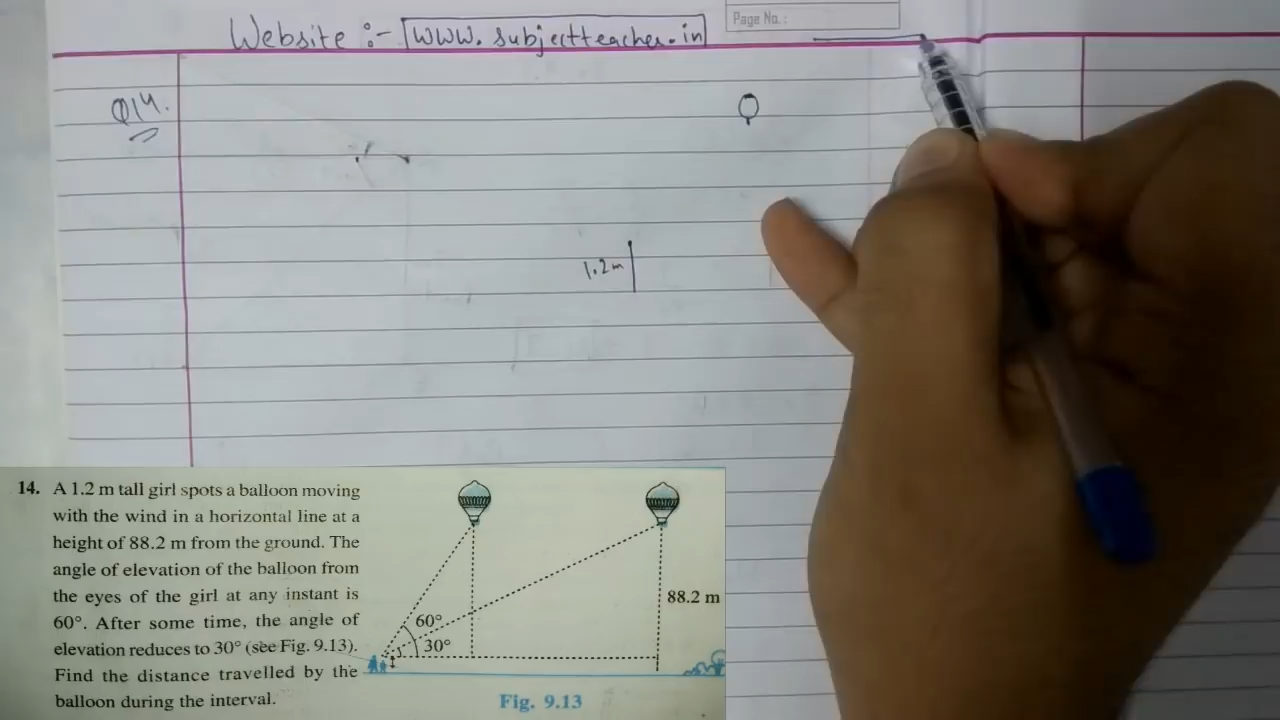 Website :- www.subjectteacher.in
Page No.:
Q14.
1.2m
14. A 1.2 m tall girl spots a balloon moving
with the wind in a horizontal line at a
height of 88.2 m from the ground. The
angle of elevation of the balloon from
the eyes of the girl at any instant is
60°. After some time, the angle of
elevation reduces to 30° (see Fig. 9.13).
Find the distance travelled by the
balloon during the interval.
60°
30°
88.2 m
Fig. 9.13